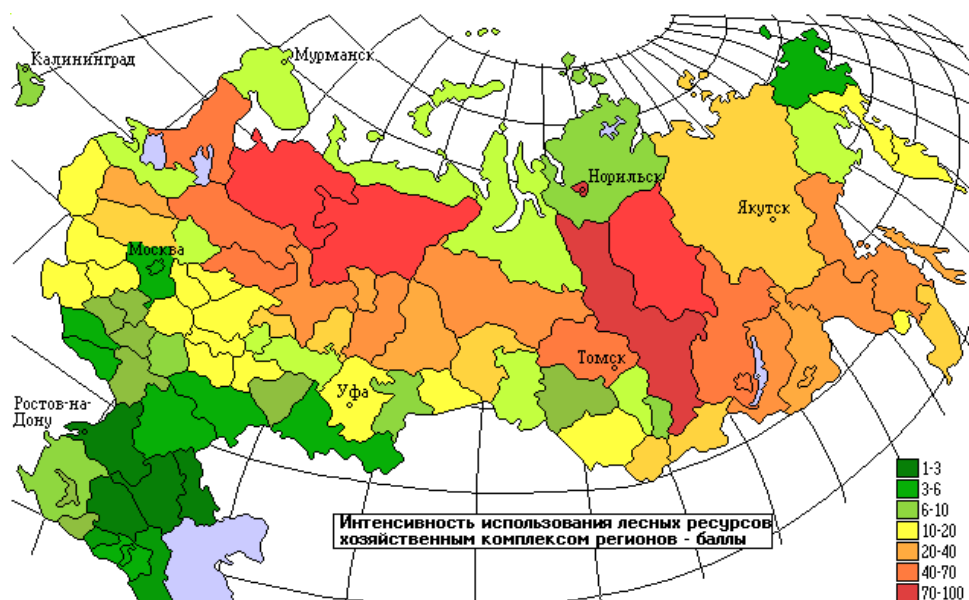 Калининград
Мурманск
Норильск
Якутск
Москва
Томск
Уфа
Ростов-на-
Дону
1-3
3-6
6-10
10-20
20-40
40-70
70-100
Интенсивность использования лесных ресурсов
хозяйственным комплексом регионов - баллы